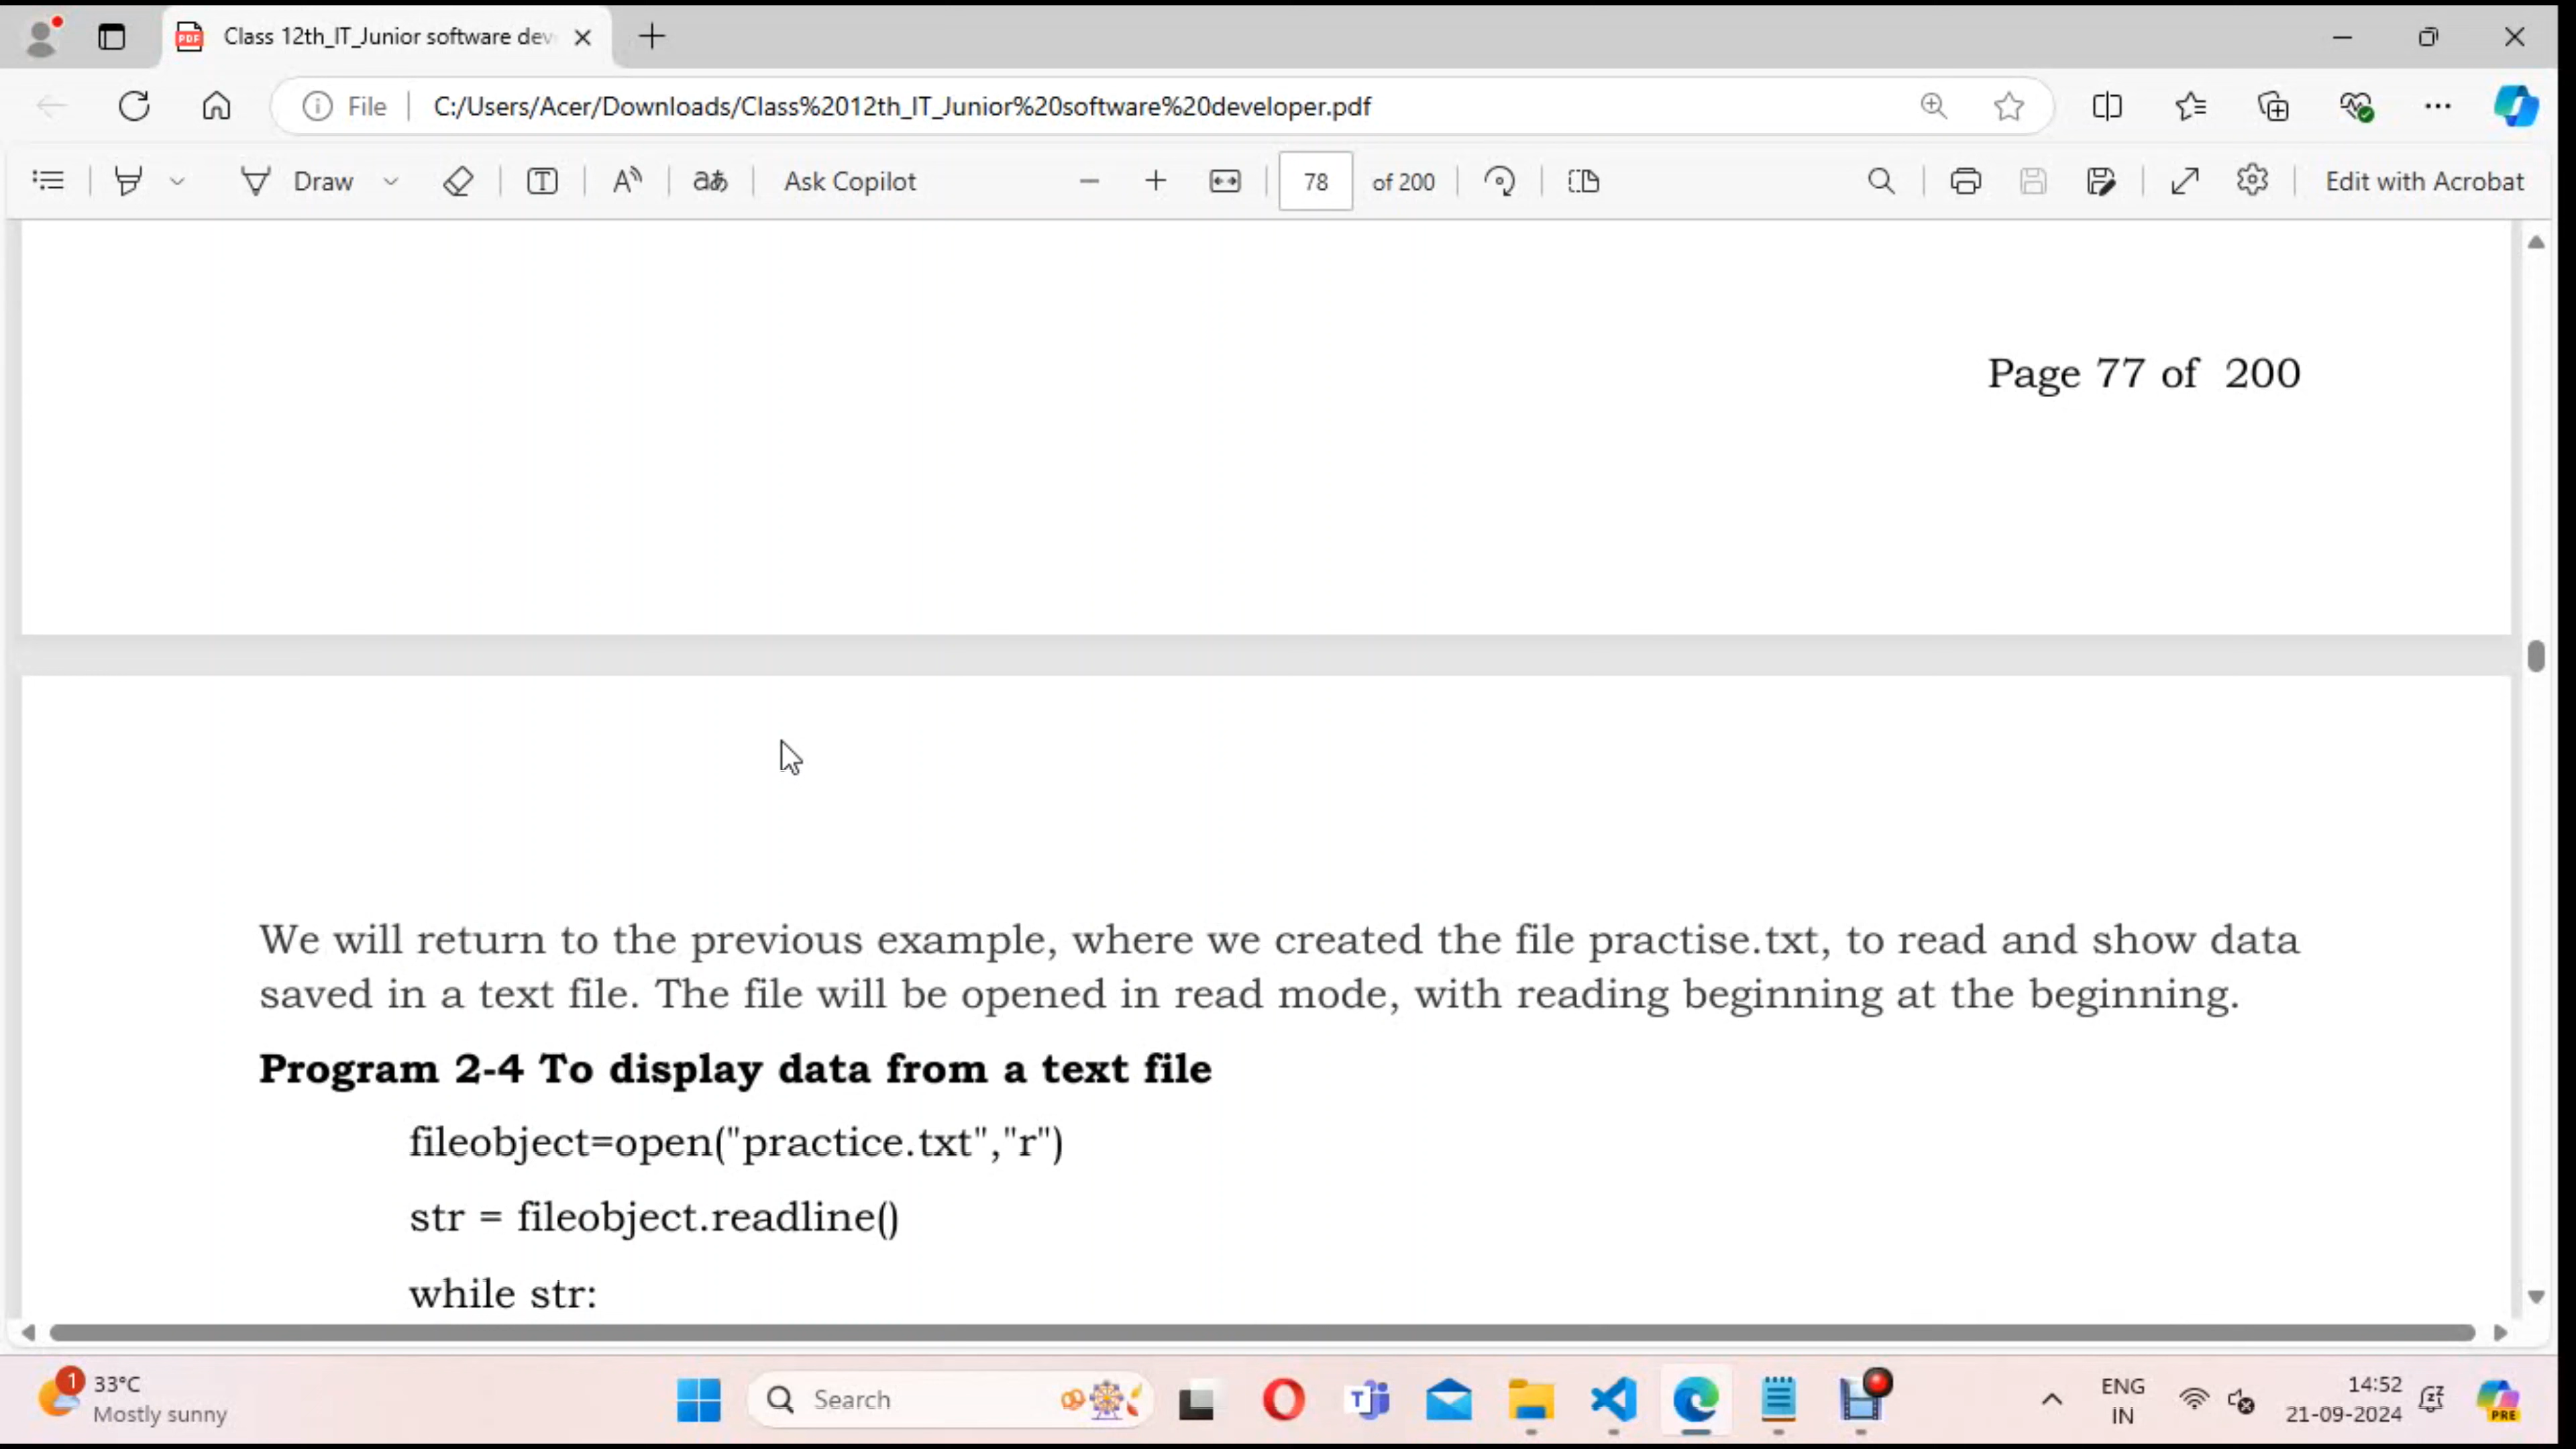 Class 12th_IT_Junior software dev
File
C:/Users/Acer/Downloads/Class%2012th_IT_Junior%20software%20developer.pdf
Draw
Ask Copilot
78 of 200
Edit with Acrobat
Page 77 of 200
We will return to the previous example, where we created the file practise.txt, to read and show data
saved in a text file. The file will be opened in read mode, with reading beginning at the beginning.
Program 2-4 To display data from a text file
fileobject=open("practice.txt","r")
str = fileobject.readline()
while str:
1
33°C
Mostly sunny
Search
ENG
IN
14:52
21-09-2024
PRE